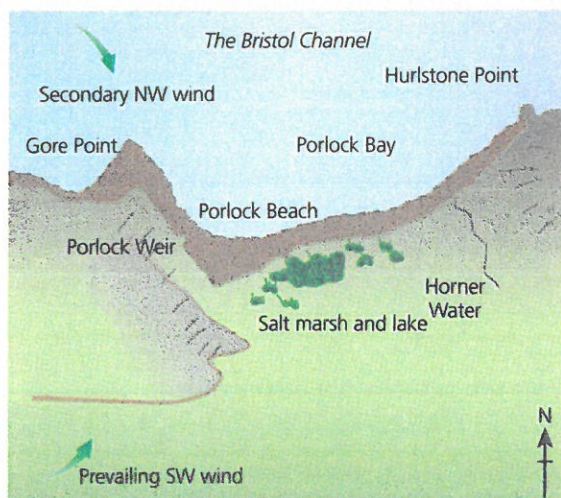 The Bristol Channel
Hurlstone Point
Secondary NW wind
Gore Point
Porlock Bay
Porlock Beach
Porlock Weir
Horner
Water
Salt marsh and lake
N
Prevailing SW wind